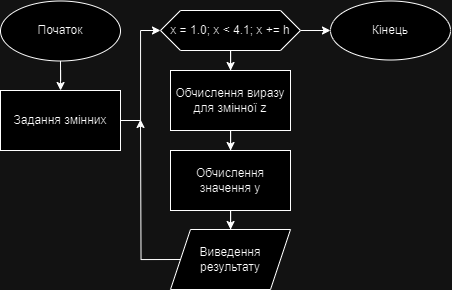 Початок
x = 1.0; x < 4.1; x += h
Кінець
Задання змінних
Обчислення виразу
для змінної z
Обчислення
значення y
Виведення
результату